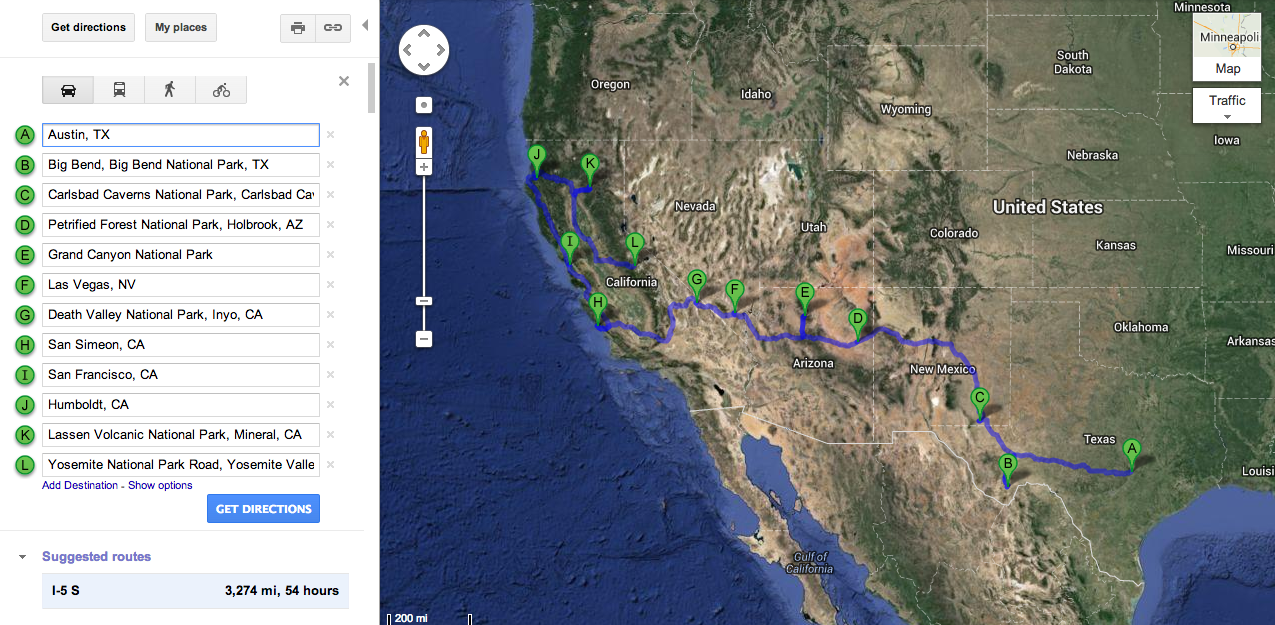 Get directions
My places
A Austin, TX
B Big Bend, Big Bend National Park, TX
C Carlsbad Caverns National Park, Carlsbad Cav
D Petrified Forest National Park, Holbrook, AZ
E Grand Canyon National Park
F Las Vegas, NV
G Death Valley National Park, Inyo, CA
H San Simeon, CA
I San Francisco, CA
J Humboldt, CA
K Lassen Volcanic National Park, Mineral, CA
L Yosemite National Park Road, Yosemite Valle
Add Destination - Show options
GET DIRECTIONS
Suggested routes
I-5 S 3,274 mi, 54 hours
Minnesota
Minneapoli
Map
Traffic
South
Dakota
Oregon
Idaho
Wyoming
Iowa
Nebraska
J
K
Nevada
United States
Utah
Colorado
Kansas
Missouri
I
L
California
G
F
E
H
D
Oklahoma
Arkansas
Arizona
New Mexico
C
Texas
A
B
Louisi
Gulf of
California
200 mi